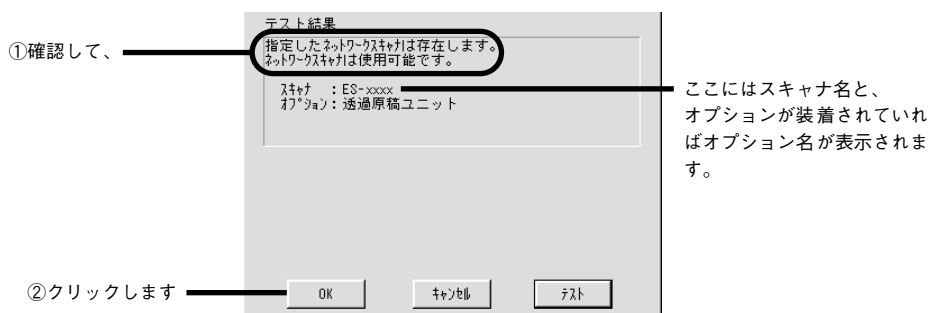 テスト結果
①確認して、
指定したﾈｯﾄﾜｰｸｽｷｬﾅは存在します。
ﾈｯﾄﾜｰｸｽｷｬﾅは使用可能です。
ｽｷｬﾅ :ES-xxxx
ｵﾌﾟｼｮﾝ:透過原稿ユニット
ここにはスキャナ名と、
オプションが装着されていれ
ばオプション名が表示されま
す。
②クリックします
OK
ｷｬﾝｾﾙ
ﾃｽﾄ